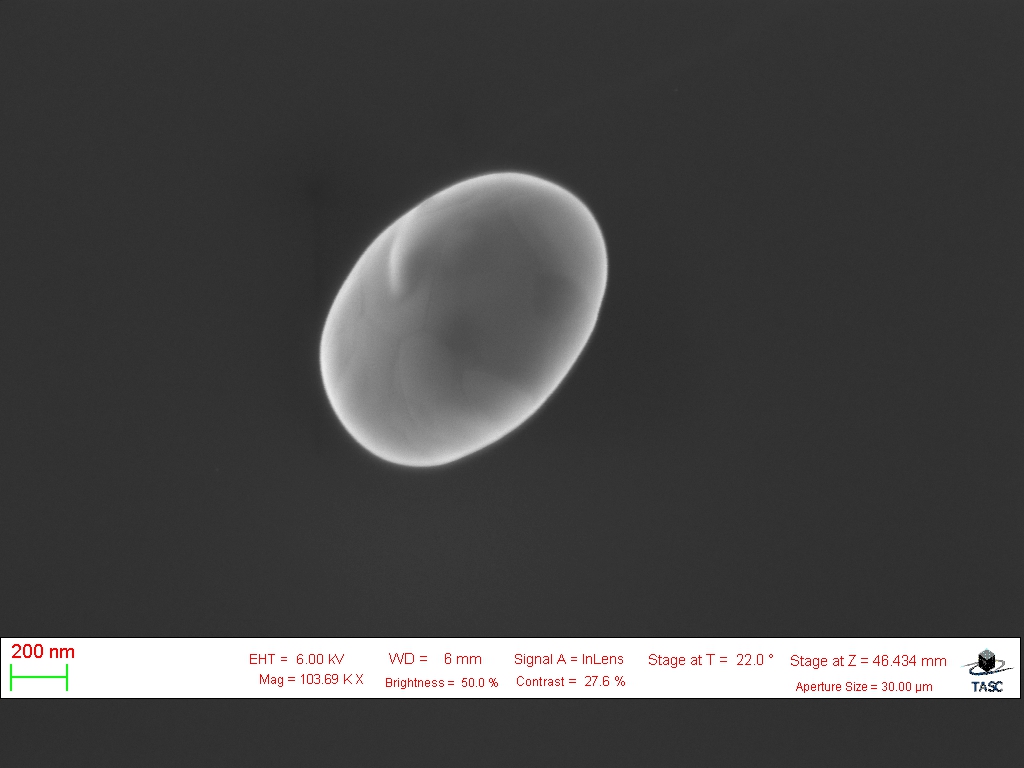 200 nm
EHT = 6.00 kV
WD = 6 mm
Signal A = InLens
Stage at T = 22.0 °
Stage at Z = 46.434 mm
Mag = 103.69 K X
Brightness = 50.0 %
Contrast = 27.6 %
Aperture Size = 30.00 µm
TASC